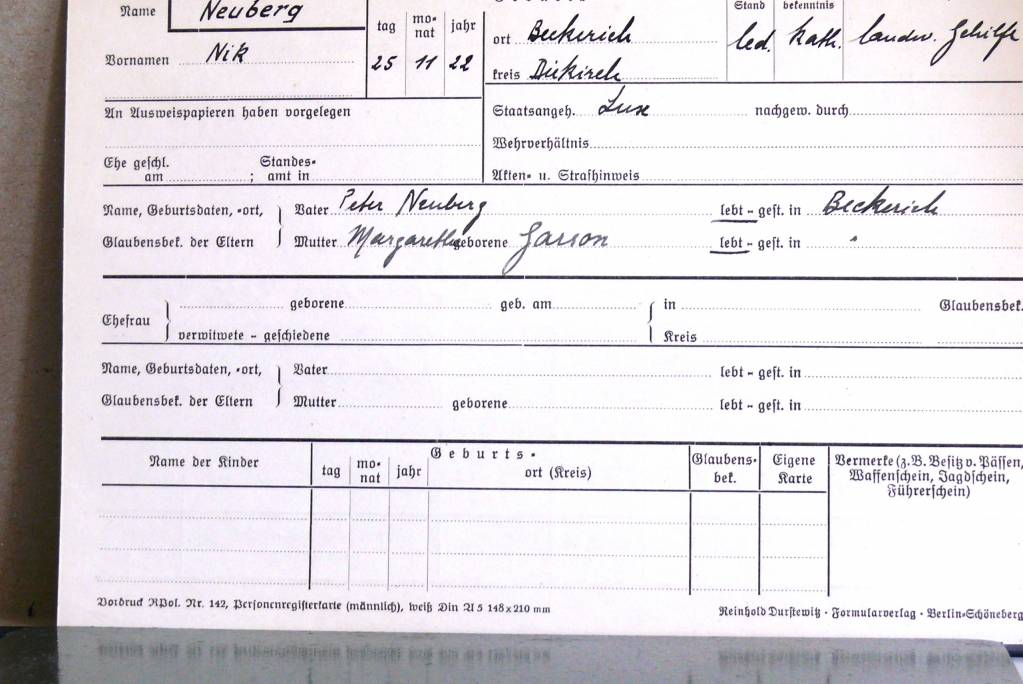 Name Neuberg
tag mo-nat jahr
Stand bekenntnis
ort Beckerich led. kath. landw. Gehilfe
Vornamen Nik 25 11 22
kreis Diekirch
An Ausweispapieren haben vorgelegen
Staatsangeh. Lux nachgew. durch
Wehrverhältnis
Ehe geschl. am ; Standes-amt in
Akten- u. Strafhinweis
Name, Geburtsdaten, -ort, Vater Peter Neuberg lebt - gest. in Beckerich
Glaubensbek. der Eltern Mutter Margaretha geborene Garson lebt - gest. in "
Ehefrau geborene geb. am in Glaubensbek.
verwitwete - geschiedene Kreis
Name, Geburtsdaten, -ort, Vater lebt - gest. in
Glaubensbek. der Eltern Mutter geborene lebt - gest. in
Name der Kinder
Geburts-
tag mo-nat jahr ort (Kreis)
Glaubens-bek.
Eigene Karte
Vermerke (z. B. Besitz v. Pässen,
Waffenschein, Jagdschein,
Führerschein)
Vordruck RPol. Nr. 142, Personenregisterkarte (männlich), weiß Din A 5 148 x 210 mm
Reinhold Durstewitz · Formularverlag · Berlin-Schöneberg